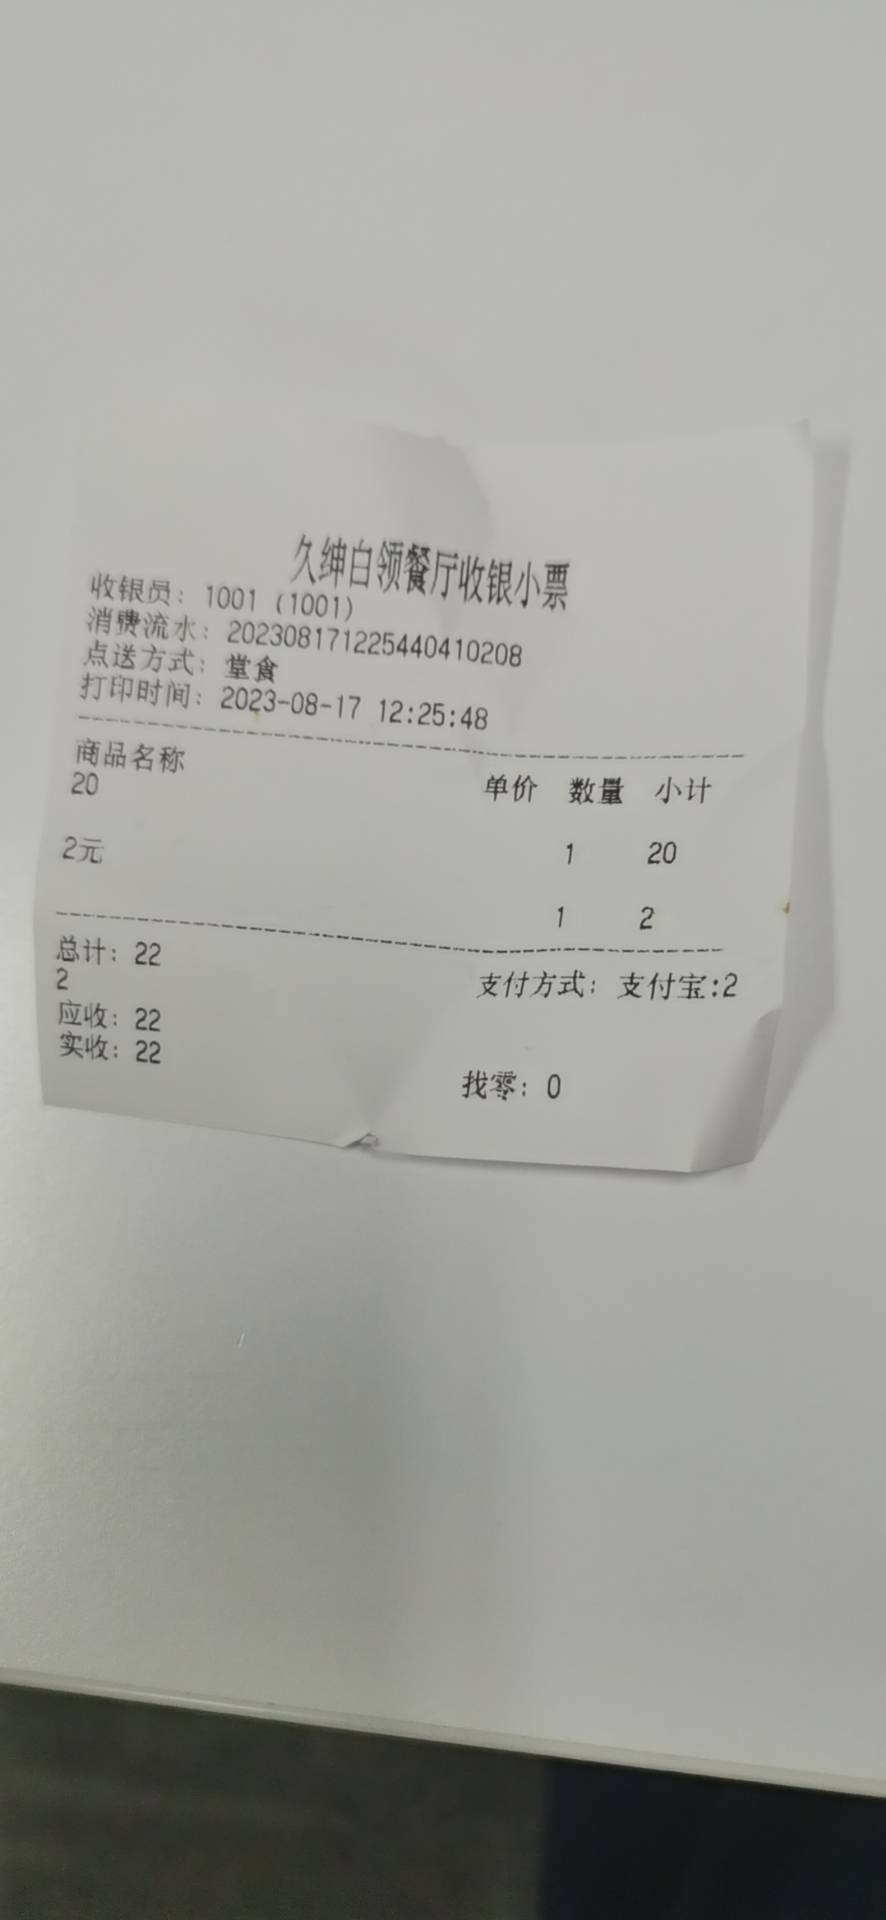 久绅白领餐厅收银小票
收银员：1001 (1001)
消费流水：202308171225440410208
点送方式：堂食
打印时间：2023-08-17 12:25:48
商品名称 单价 数量 小计
20
1 20
2元
1 2
总计：22 支付方式：支付宝:2
2
应收：22
实收：22 找零：0